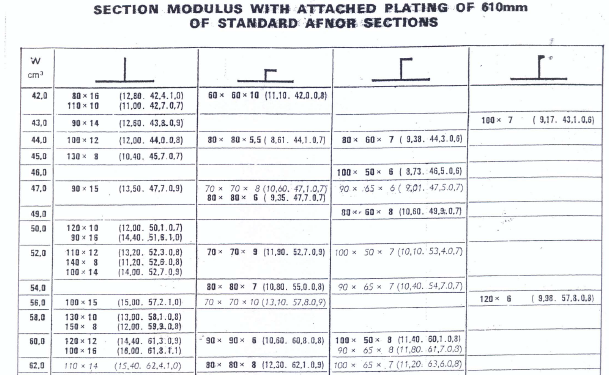 SECTION MODULUS WITH ATTACHED PLATING OF 610mm
OF STANDARD AFNOR SECTIONS
W
cm³
42,0 80 × 16 (12,80. 42,4.1,0) 60 × 60 × 10 (11,10. 42,0.0,8)
110 × 10 (11,00. 42,7.0,7)
43,0 90 × 14 (12,60. 43,8.0,9) 100 × 7 ( 9,17. 43,1.0,6)
44,0 100 × 12 (12,00. 44,0.0,8) 80 × 80 × 5,5 ( 8,61. 44,1.0,7) 80 × 60 × 7 ( 9,38. 44,3.0,6)
45,0 130 × 8 (10,40. 45,7.0,7)
46,0 100 × 50 × 6 ( 8,73. 46,5.0,6)
47,0 90 × 15 (13,50. 47,7.0,9) 70 × 70 × 8 (10,60. 47,1.0,7) 90 × 65 × 6 ( 9,01. 47,5.0,7)
80 × 80 × 6 ( 9,35. 47,7.0,7)
49,0 80 × 60 × 8 (10,60. 49,3.0,7)
50,0 120 × 10 (12,00. 50,1.0,7)
90 × 16 (14,40. 51,6.1,0)
52,0 110 × 12 (13,20. 52,3.0,8) 70 × 70 × 9 (11,90. 52,7.0,9) 100 × 50 × 7 (10,10. 53,4.0,7)
140 × 8 (11,20. 52,6.0,8)
100 × 14 (14,00. 52,7.0,9)
54,0 80 × 80 × 7 (10,80. 55,0.0,8) 90 × 65 × 7 (10,40. 54,7.0,7)
56,0 100 × 15 (15,00. 57,2.1,0) 70 × 70 × 10 (13,10. 57,8.0,9) 120 × 6 ( 9,98. 57,8.0,8)
58,0 130 × 10 (13,00. 58,1.0,8)
150 × 8 (12,00. 59,9.0,8)
60,0 120 × 12 (14,40. 61,3.0,9) 90 × 90 × 6 (10,60. 60,8.0,8) 100 × 50 × 8 (11,40. 60,1.0,8)
100 × 16 (16,00. 61,8.1,1) 90 × 65 × 8 (11,80. 61,7.0,8)
62,0 110 × 14 (15,40. 62,4.1,0) 80 × 80 × 8 (12,30. 62,1.0,9) 100 × 65 × 7 (11,20. 63,6.0,8)